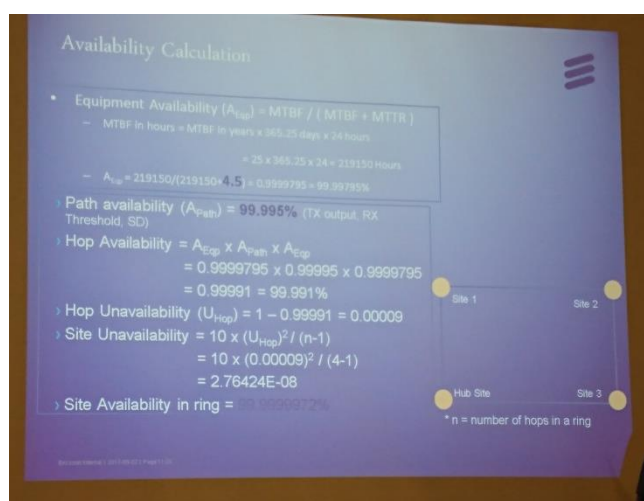 Availability Calculation
• Equipment Availability (AEqp) = MTBF / ( MTBF + MTTR )
– MTBF in hours = MTBF in years x 365.25 days x 24 hours
= 25 x 365.25 x 24 = 219150 Hours
– AEqp = 219150/(219150+4.5) = 0.9999795 = 99.99795%
› Path availability (APath) = 99.995% (TX output, RX
Threshold, SD)
› Hop Availability = AEqp x APath x AEqp
= 0.9999795 x 0.99995 x 0.9999795
= 0.99991 = 99.991%
› Hop Unavailability (UHop) = 1 – 0.99991 = 0.00009
› Site Unavailability = 10 x (UHop)² / (n-1)
= 10 x (0.00009)² / (4-1)
= 2.76424E-08
› Site Availability in ring = 99.9999972%
Site 1
Site 2
Hub Site
Site 3
* n = number of hops in a ring